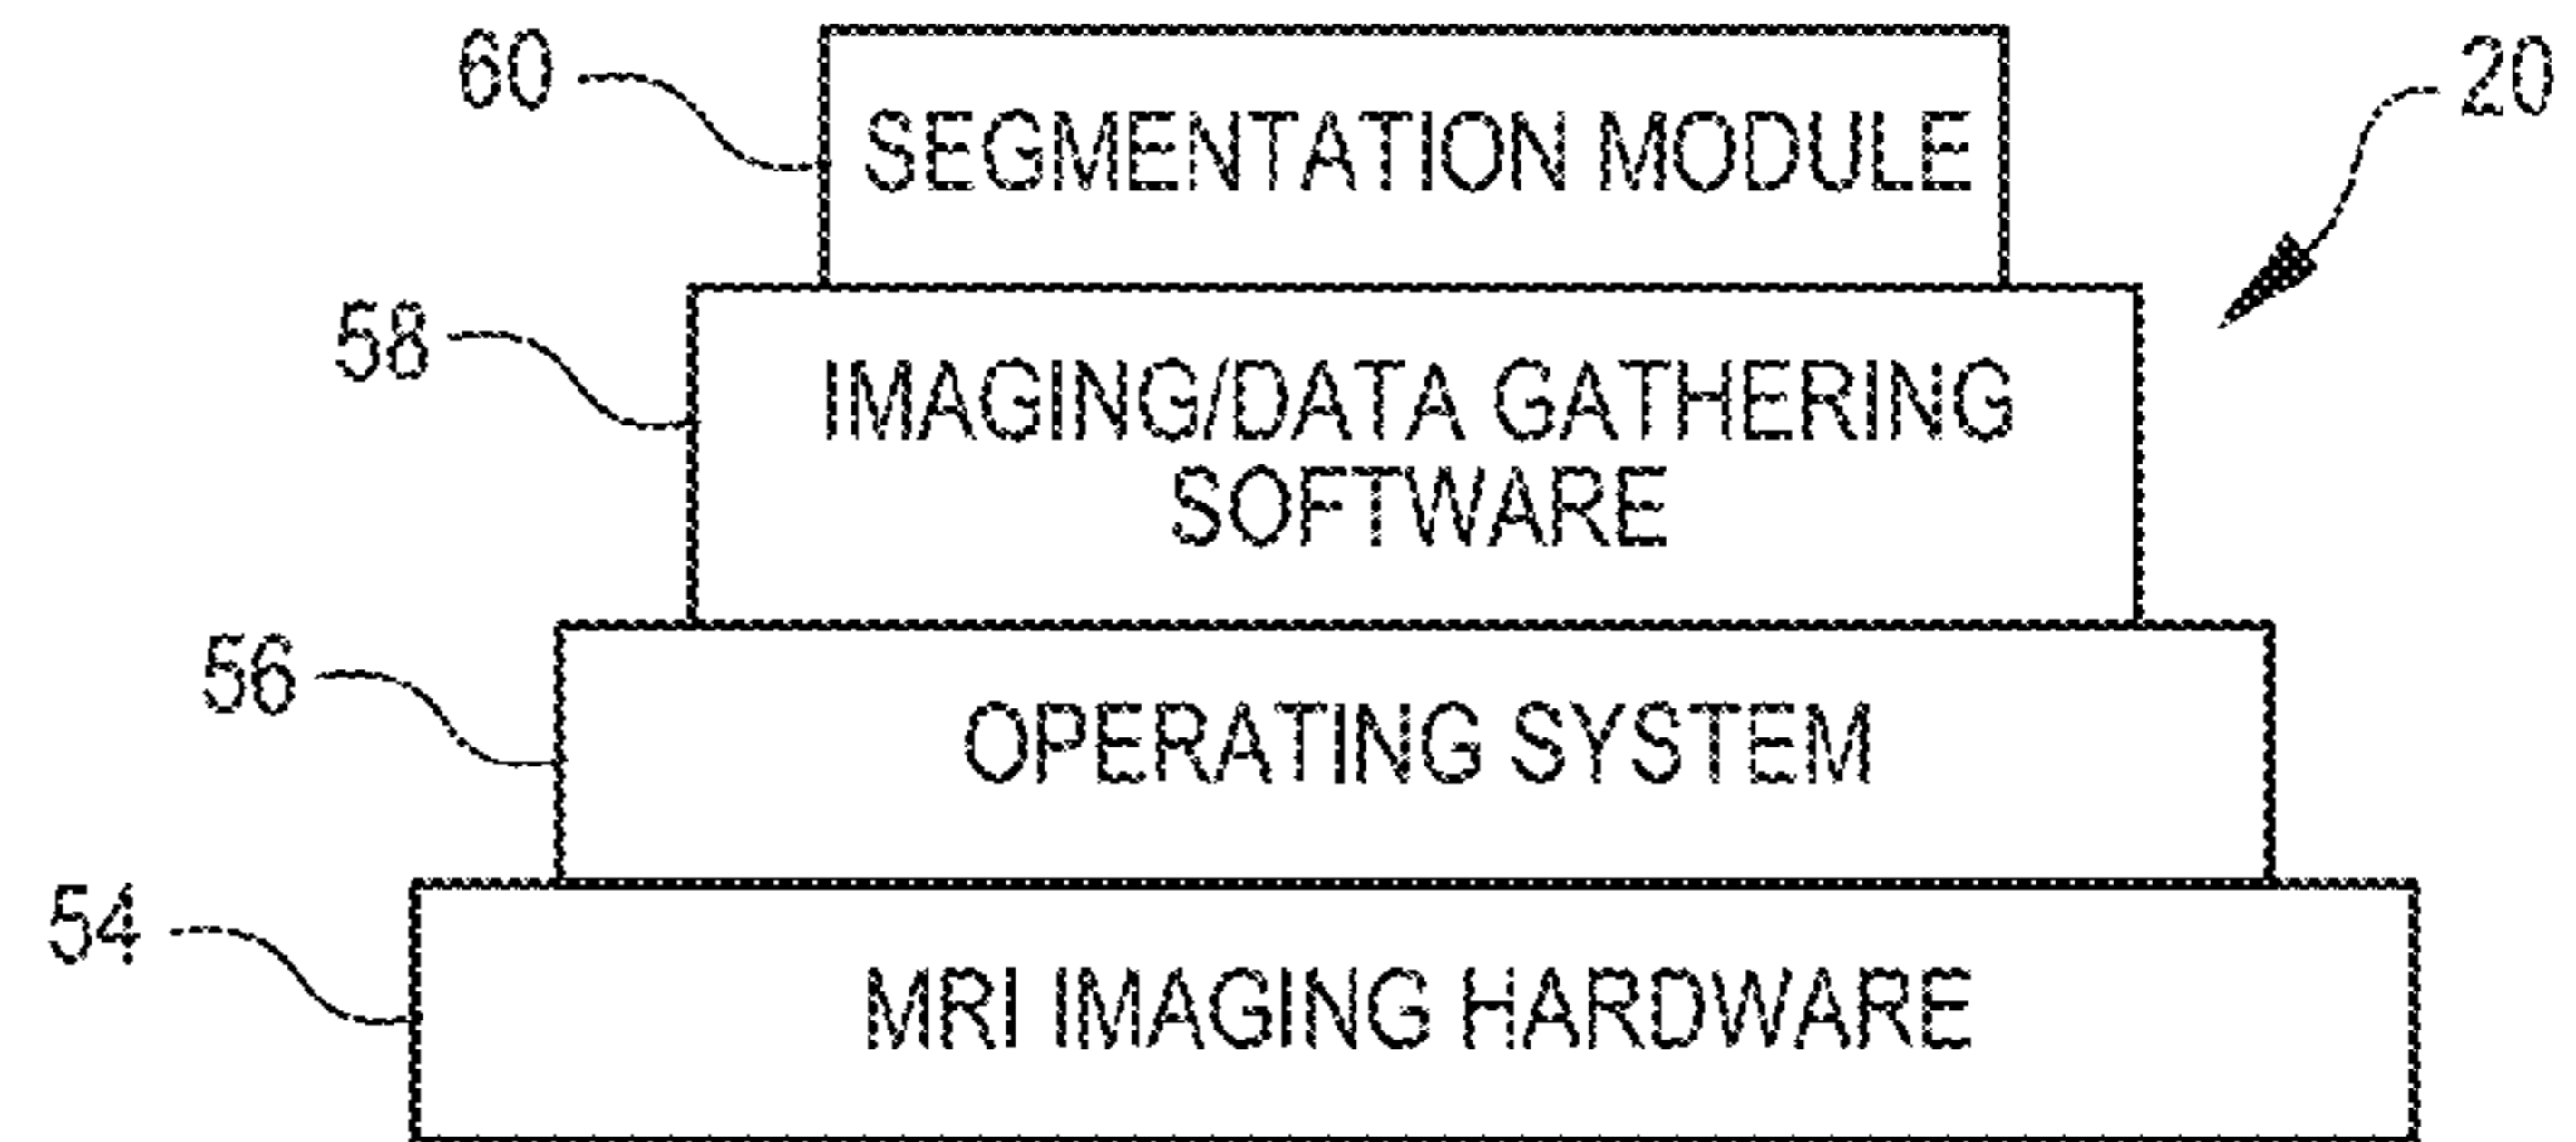 60
SEGMENTATION MODULE
20
58
IMAGING/DATA GATHERING
SOFTWARE
56
OPERATING SYSTEM
54
MRI IMAGING HARDWARE